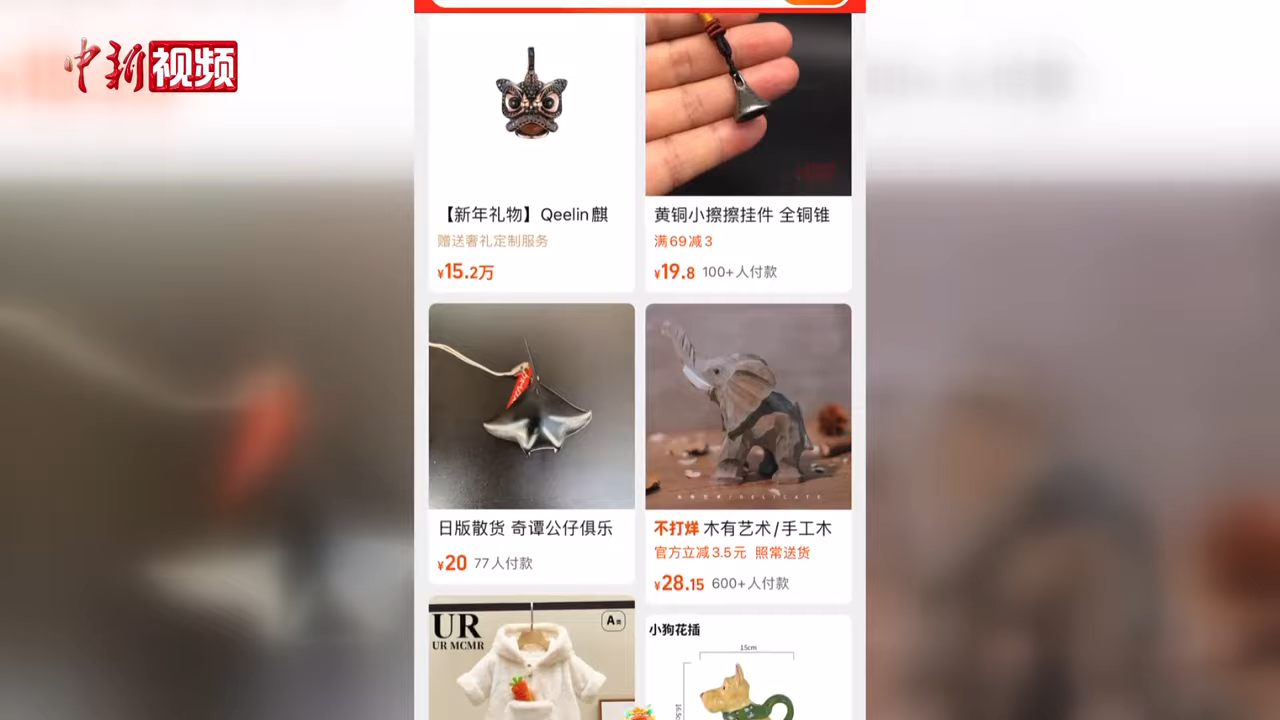 中新视频
【新年礼物】Qeelin麒
赠送奢礼定制服务
¥15.2万
黄铜小擦擦挂件 全铜锥
满69减3
¥19.8 100+人付款
日版散货 奇谭公仔俱乐
¥20 77人付款
不打烊 木有艺术/手工木
官方立减3.5元 照常送货
¥28.15 600+人付款
UR
UR MCMR
A类
小狗花插
15cm